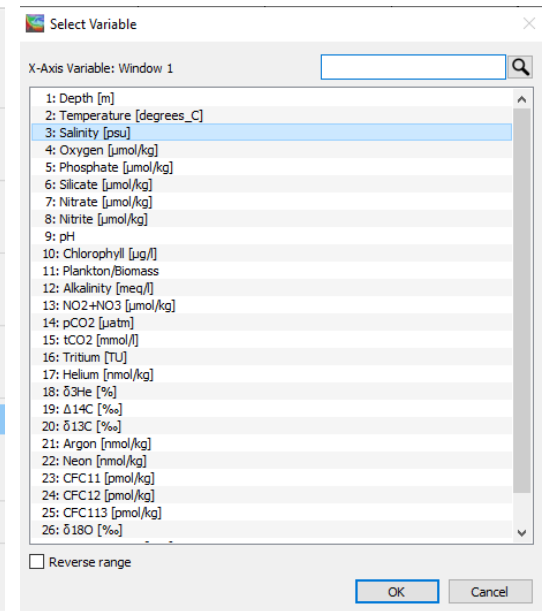 Select Variable
X-Axis Variable: Window 1
1: Depth [m]
2: Temperature [degrees_C]
3: Salinity [psu]
4: Oxygen [µmol/kg]
5: Phosphate [µmol/kg]
6: Silicate [µmol/kg]
7: Nitrate [µmol/kg]
8: Nitrite [µmol/kg]
9: pH
10: Chlorophyll [µg/l]
11: Plankton/Biomass
12: Alkalinity [meq/l]
13: NO2+NO3 [µmol/kg]
14: pCO2 [µatm]
15: tCO2 [mmol/l]
16: Tritium [TU]
17: Helium [nmol/kg]
18: δ3He [%]
19: Δ14C [‰]
20: δ13C [‰]
21: Argon [nmol/kg]
22: Neon [nmol/kg]
23: CFC11 [pmol/kg]
24: CFC12 [pmol/kg]
25: CFC113 [pmol/kg]
26: δ18O [‰]
Reverse range
OK Cancel